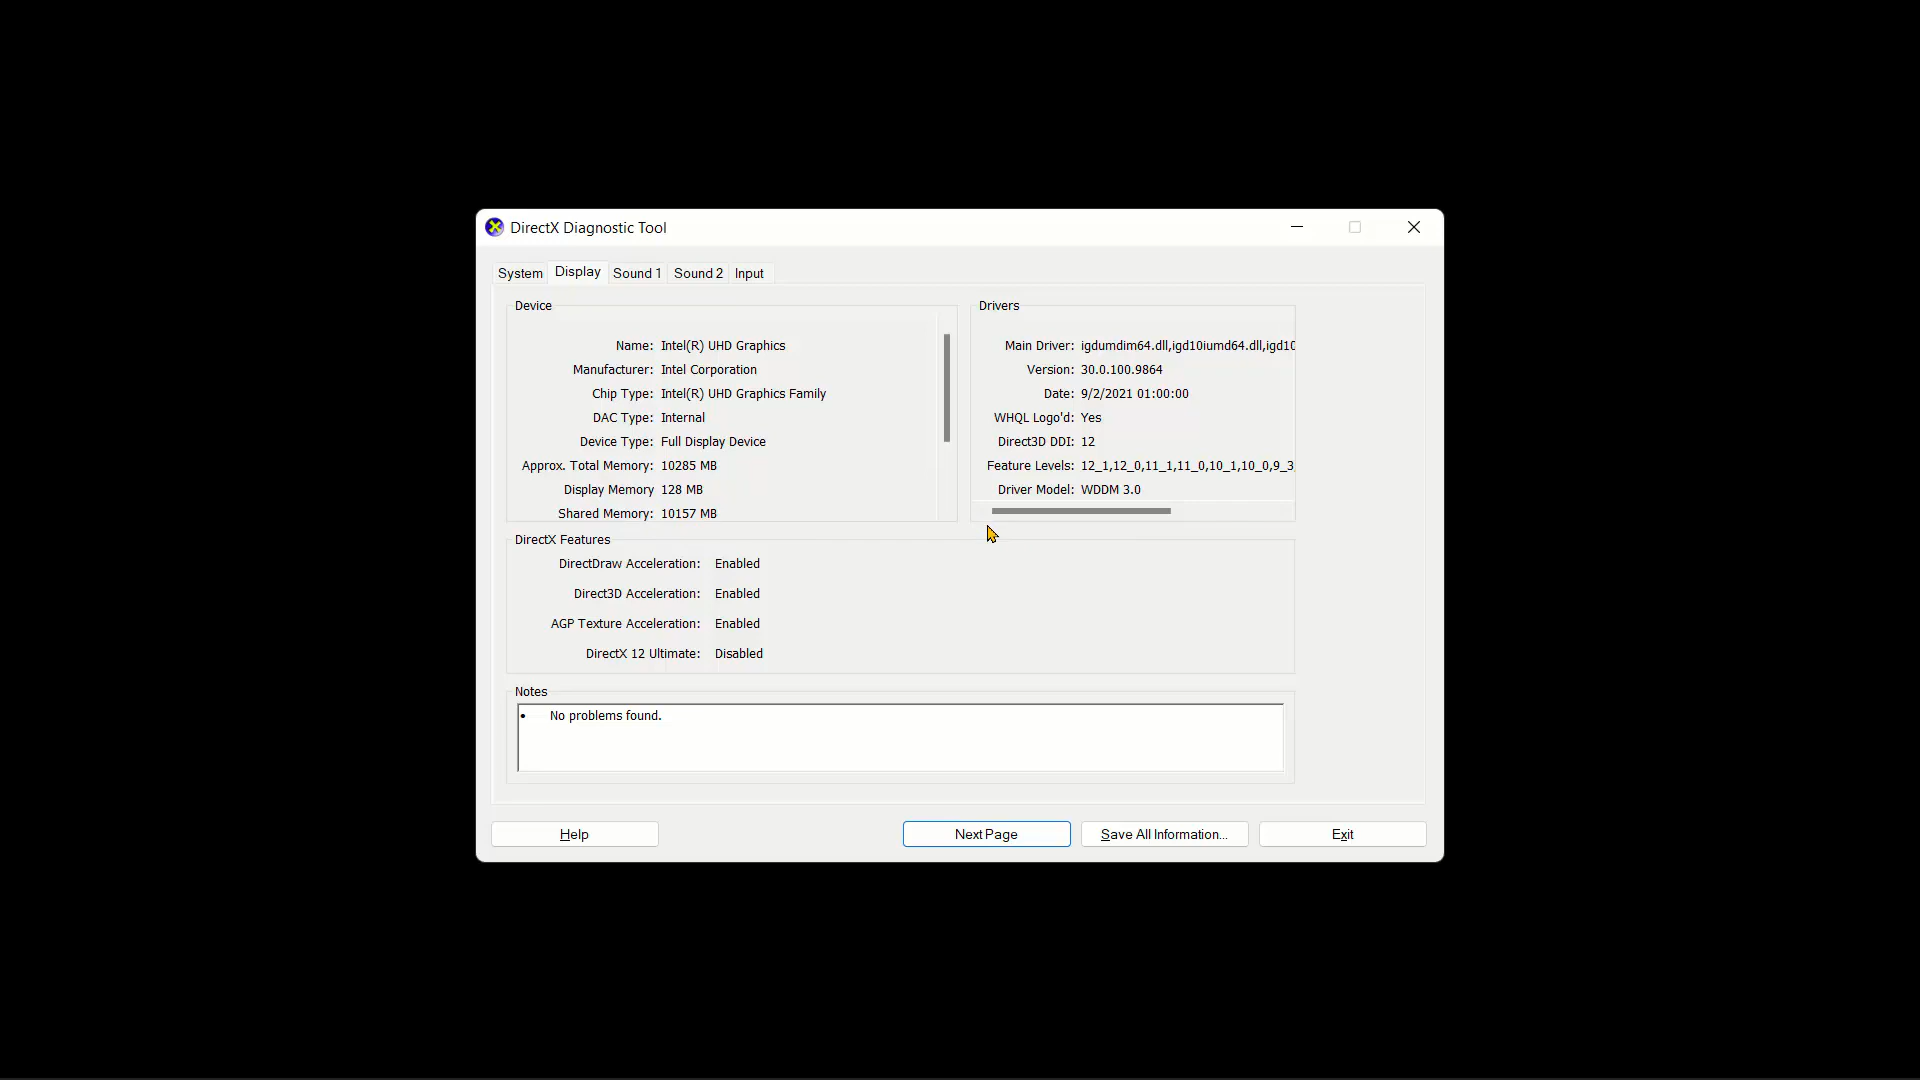 DirectX Diagnostic Tool
System Display Sound 1 Sound 2 Input
Device
Name: Intel(R) UHD Graphics
Manufacturer: Intel Corporation
Chip Type: Intel(R) UHD Graphics Family
DAC Type: Internal
Device Type: Full Display Device
Approx. Total Memory: 10285 MB
Display Memory 128 MB
Shared Memory: 10157 MB
Drivers
Main Driver: igdumdim64.dll,igd10iumd64.dll,igd10
Version: 30.0.100.9864
Date: 9/2/2021 01:00:00
WHQL Logo'd: Yes
Direct3D DDI: 12
Feature Levels: 12_1,12_0,11_1,11_0,10_1,10_0,9_3,
Driver Model: WDDM 3.0
DirectX Features
DirectDraw Acceleration: Enabled
Direct3D Acceleration: Enabled
AGP Texture Acceleration: Enabled
DirectX 12 Ultimate: Disabled
Notes
• No problems found.
Help Next Page Save All Information... Exit